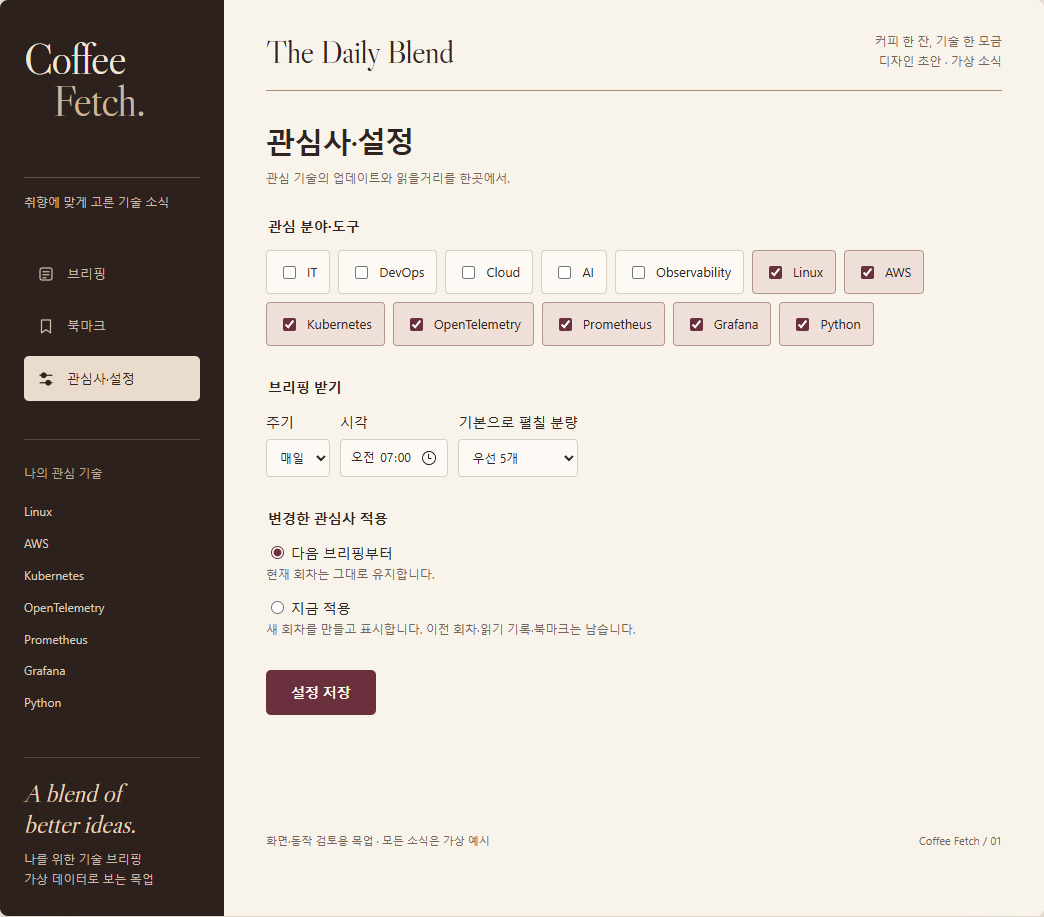 Coffee
Fetch.
취향에 맞게 고른 기술 소식
브리핑
북마크
관심사·설정
나의 관심 기술
Linux
AWS
Kubernetes
OpenTelemetry
Prometheus
Grafana
Python
A blend of
better ideas.
나를 위한 기술 브리핑
가상 데이터로 보는 목업
The Daily Blend
커피 한 잔, 기술 한 모금
디자인 초안 · 가상 소식
관심사·설정
관심 기술의 업데이트와 읽을거리를 한곳에서.
관심 분야·도구
IT DevOps Cloud AI Observability Linux AWS
Kubernetes OpenTelemetry Prometheus Grafana Python
브리핑 받기
주기 시각 기본으로 펼칠 분량
매일 오전 07:00 우선 5개
변경한 관심사 적용
다음 브리핑부터
현재 회차는 그대로 유지합니다.
지금 적용
새 회차를 만들고 표시합니다. 이전 회차·읽기 기록·북마크는 남습니다.
설정 저장
화면·동작 검토용 목업 · 모든 소식은 가상 예시
Coffee Fetch / 01